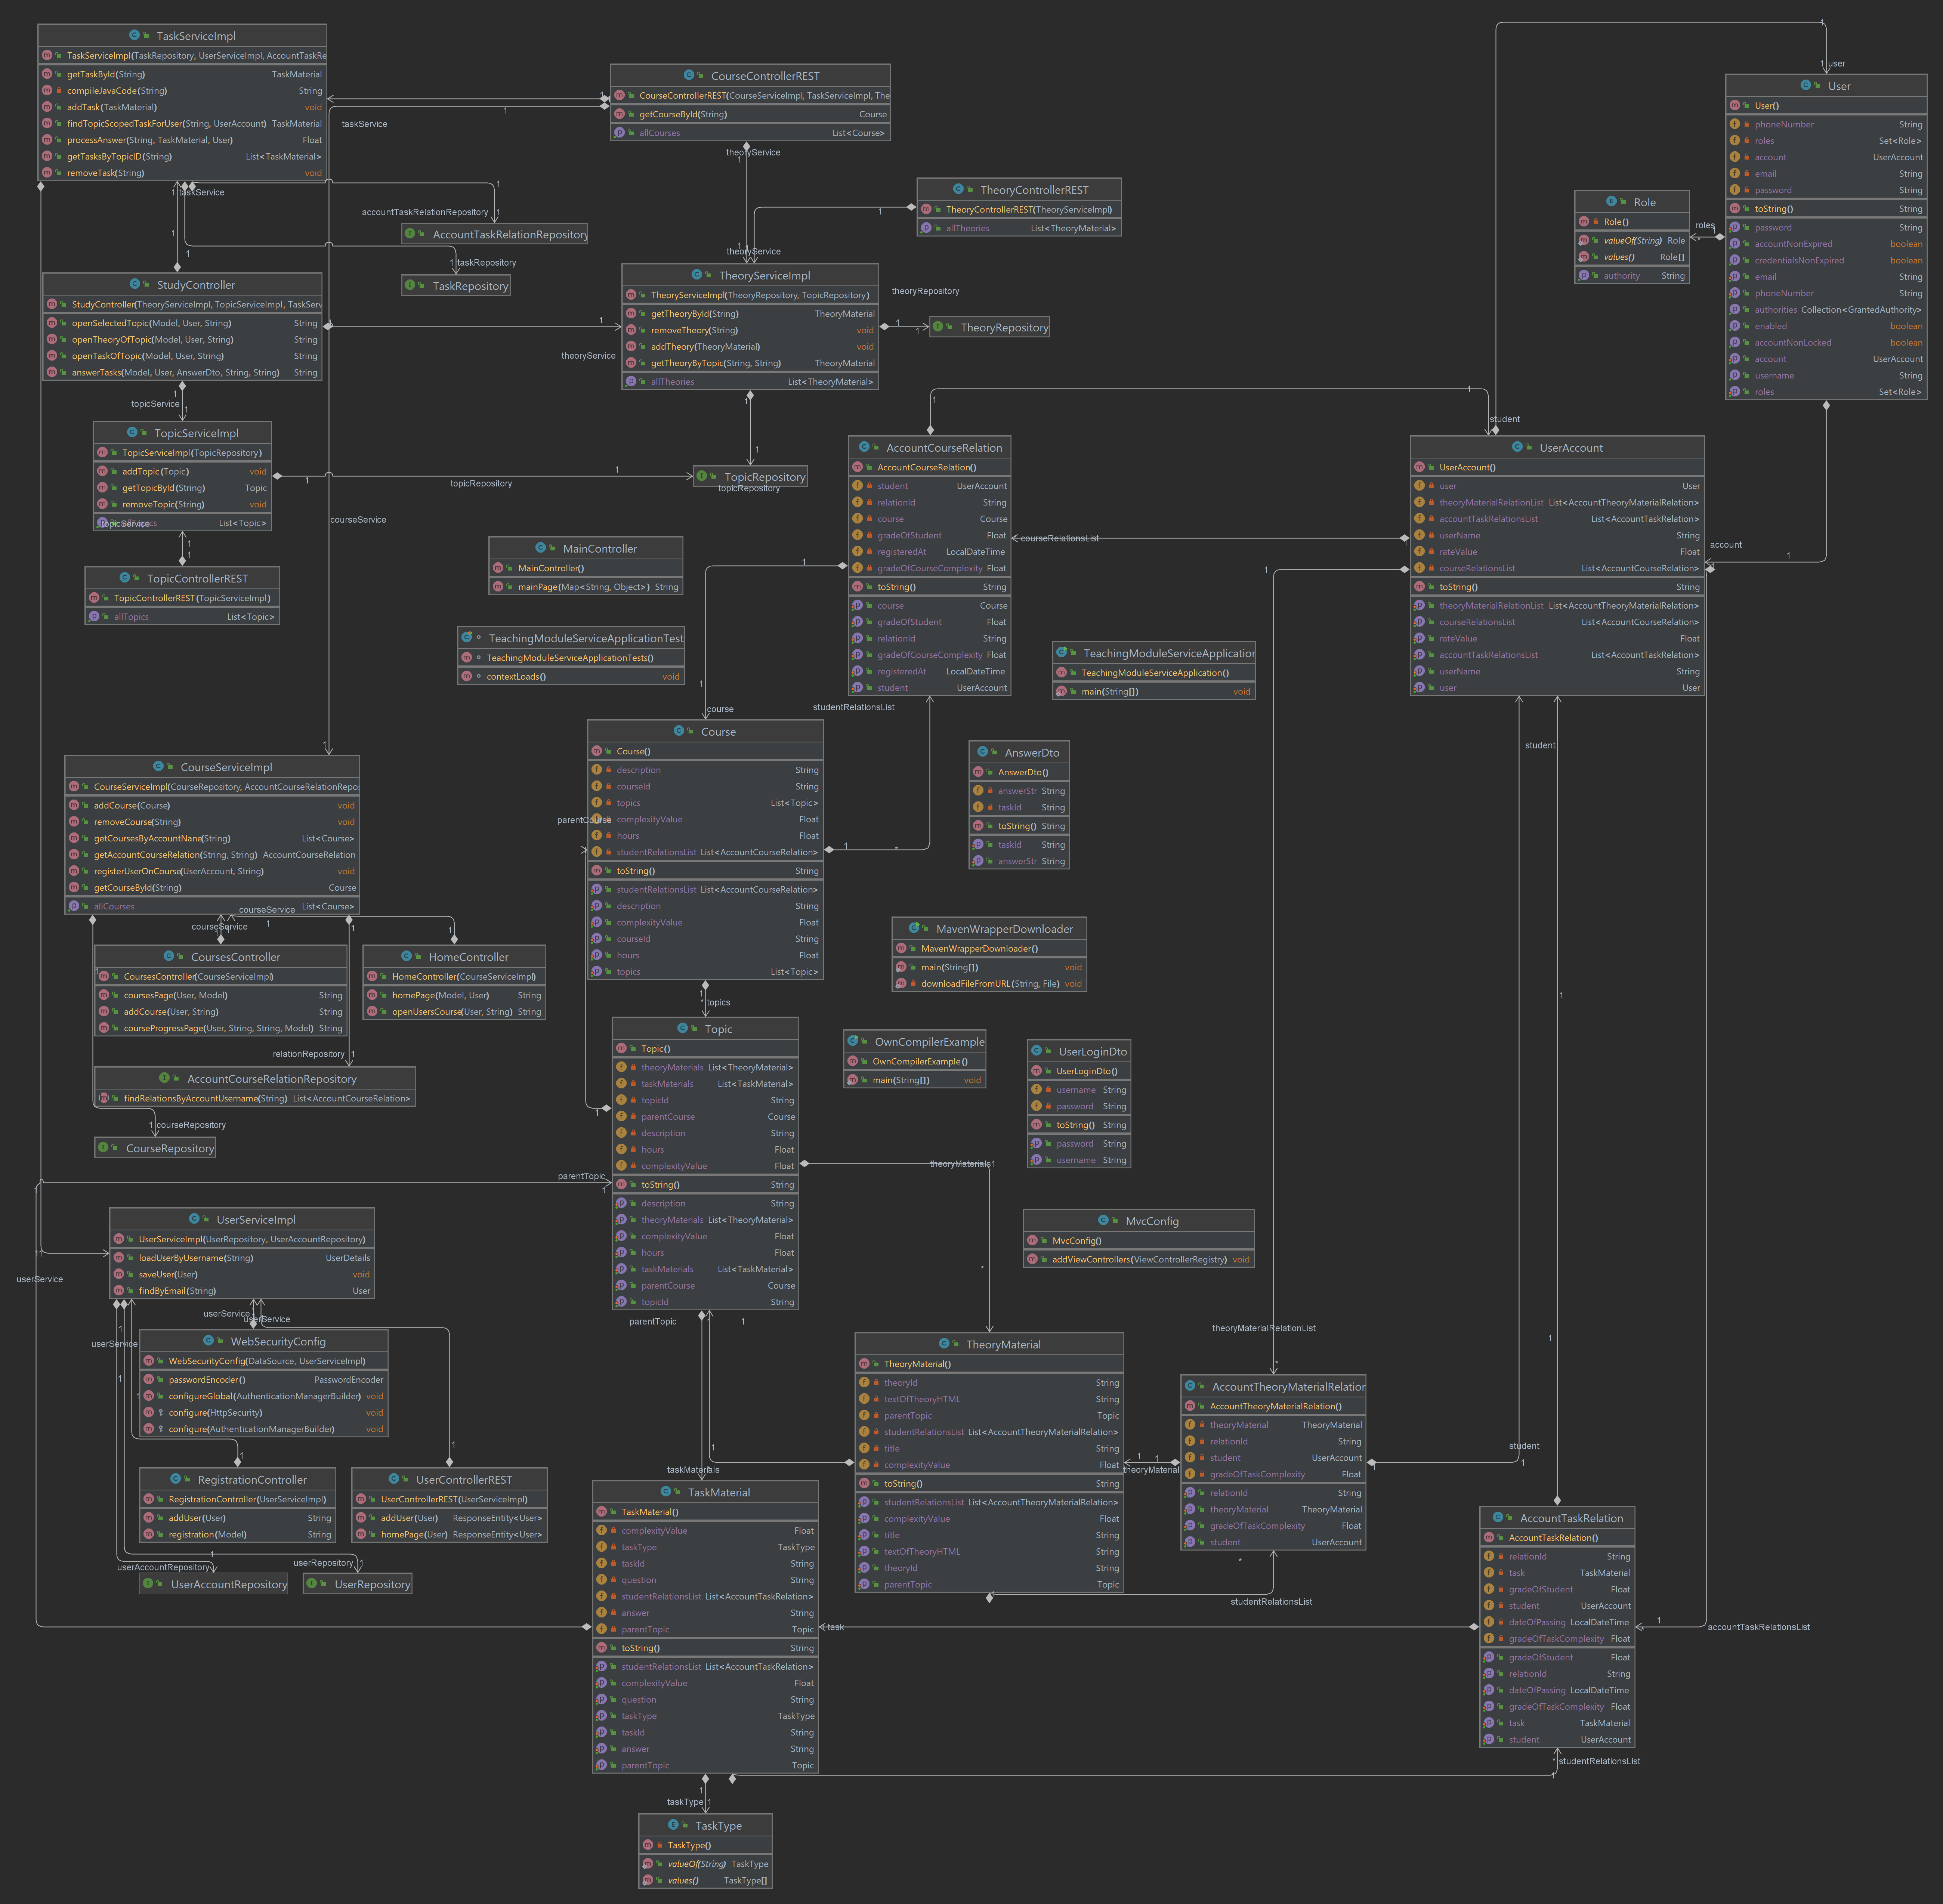 TaskServiceImpl
TaskServiceImpl(TaskRepository, UserServiceImpl, AccountTaskRe
getTaskById(String) TaskMaterial
compileJavaCode(String) String
addTask(TaskMaterial) void
findTopicScopedTaskForUser(String, UserAccount) TaskMaterial
processAnswer(String, TaskMaterial, User) Float
getTasksByTopicID(String) List<TaskMaterial>
removeTask(String) void
CourseControllerREST
CourseControllerREST(CourseServiceImpl, TaskServiceImpl, The
getCourseById(String) Course
allCourses List<Course>
taskService
theoryService
1 user
User
User()
phoneNumber String
roles Set<Role>
account UserAccount
email String
password String
toString() String
password String
accountNonExpired boolean
credentialsNonExpired boolean
email String
phoneNumber String
authorities Collection<GrantedAuthority>
enabled boolean
accountNonLocked boolean
account UserAccount
username String
roles Set<Role>
Role
Role()
valueOf(String) Role
values() Role[]
authority String
roles
TheoryControllerREST
TheoryControllerREST(TheoryServiceImpl)
allTheories List<TheoryMaterial>
taskService
accountTaskRelationRepository
AccountTaskRelationRepository
taskRepository
TaskRepository
theoryService
StudyController
StudyController(TheoryServiceImpl, TopicServiceImpl, TaskServ
openSelectedTopic(Model, User, String) String
openTheoryOfTopic(Model, User, String) String
openTaskOfTopic(Model, User, String) String
answerTasks(Model, User, AnswerDto, String, String) String
TheoryServiceImpl
TheoryServiceImpl(TheoryRepository, TopicRepository)
getTheoryById(String) TheoryMaterial
removeTheory(String) void
addTheory(TheoryMaterial) void
getTheoryByTopic(String, String) TheoryMaterial
allTheories List<TheoryMaterial>
theoryService
theoryRepository
TheoryRepository
topicService
TopicServiceImpl
TopicServiceImpl(TopicRepository)
addTopic(Topic) void
getTopicById(String) Topic
removeTopic(String) void
allTopics List<Topic>
topicService
topicRepository
TopicRepository
topicRepository
courseService
TopicControllerREST
TopicControllerREST(TopicServiceImpl)
allTopics List<Topic>
MainController
MainController()
mainPage(Map<String, Object>) String
TeachingModuleServiceApplicationTest
TeachingModuleServiceApplicationTests()
contextLoads() void
AccountCourseRelation
AccountCourseRelation()
student UserAccount
relationId String
course Course
gradeOfStudent Float
registeredAt LocalDateTime
gradeOfCourseComplexity Float
toString() String
course Course
gradeOfStudent Float
relationId String
gradeOfCourseComplexity Float
registeredAt LocalDateTime
student UserAccount
courseRelationsList
student
UserAccount
UserAccount()
user User
theoryMaterialRelationList List<AccountTheoryMaterialRelation>
accountTaskRelationsList List<AccountTaskRelation>
userName String
rateValue Float
courseRelationsList List<AccountCourseRelation>
toString() String
theoryMaterialRelationList List<AccountTheoryMaterialRelation>
courseRelationsList List<AccountCourseRelation>
rateValue Float
accountTaskRelationsList List<AccountTaskRelation>
userName String
user User
account
TeachingModuleServiceApplication
TeachingModuleServiceApplication()
main(String[]) void
studentRelationsList
course
Course
Course()
description String
courseId String
topics List<Topic>
complexityValue Float
hours Float
studentRelationsList List<AccountCourseRelation>
toString() String
studentRelationsList List<AccountCourseRelation>
description String
complexityValue Float
courseId String
hours Float
topics List<Topic>
parentCourse
student
AnswerDto
AnswerDto()
answerStr String
taskId String
toString() String
taskId String
answerStr String
CourseServiceImpl
CourseServiceImpl(CourseRepository, AccountCourseRelationRepos
addCourse(Course) void
removeCourse(String) void
getCoursesByAccountNane(String) List<Course>
getAccountCourseRelation(String, String) AccountCourseRelation
registerUserOnCourse(UserAccount, String) void
getCourseById(String) Course
allCourses List<Course>
courseService
courseService
CoursesController
CoursesController(CourseServiceImpl)
coursesPage(User, Model) String
addCourse(User, String) String
courseProgressPage(User, String, String, Model) String
HomeController
HomeController(CourseServiceImpl)
homePage(Model, User) String
openUsersCourse(User, String) String
relationRepository
AccountCourseRelationRepository
findRelationsByAccountUsername(String) List<AccountCourseRelation>
courseRepository
CourseRepository
MavenWrapperDownloader
MavenWrapperDownloader()
main(String[]) void
downloadFileFromURL(String, File) void
topics
Topic
Topic()
theoryMaterials List<TheoryMaterial>
taskMaterials List<TaskMaterial>
topicId String
parentCourse Course
description String
hours Float
complexityValue Float
toString() String
description String
theoryMaterials List<TheoryMaterial>
complexityValue Float
hours Float
taskMaterials List<TaskMaterial>
parentCourse Course
topicId String
OwnCompilerExample
OwnCompilerExample()
main(String[]) void
UserLoginDto
UserLoginDto()
username String
password String
toString() String
password String
username String
theoryMaterials1
parentTopic
MvcConfig
MvcConfig()
addViewControllers(ViewControllerRegistry) void
userService
UserServiceImpl
UserServiceImpl(UserRepository, UserAccountRepository)
loadUserByUsername(String) UserDetails
saveUser(User) void
findByEmail(String) User
userService
userService
userService
WebSecurityConfig
WebSecurityConfig(DataSource, UserServiceImpl)
passwordEncoder() PasswordEncoder
configureGlobal(AuthenticationManagerBuilder) void
configure(HttpSecurity) void
configure(AuthenticationManagerBuilder) void
RegistrationController
RegistrationController(UserServiceImpl)
addUser(User) String
registration(Model) String
UserControllerREST
UserControllerREST(UserServiceImpl)
addUser(User) ResponseEntity<User>
homePage(User) ResponseEntity<User>
userAccountRepository
userRepository
UserAccountRepository
UserRepository
parentTopic
theoryMaterialRelationList
TheoryMaterial
TheoryMaterial()
theoryId String
textOfTheoryHTML String
parentTopic Topic
studentRelationsList List<AccountTheoryMaterialRelation>
title String
complexityValue Float
toString() String
studentRelationsList List<AccountTheoryMaterialRelation>
complexityValue Float
title String
textOfTheoryHTML String
theoryId String
parentTopic Topic
theoryMaterial
AccountTheoryMaterialRelation
AccountTheoryMaterialRelation()
theoryMaterial TheoryMaterial
relationId String
student UserAccount
gradeOfTaskComplexity Float
relationId String
theoryMaterial TheoryMaterial
gradeOfTaskComplexity Float
student UserAccount
student
studentRelationsList
taskMaterials
TaskMaterial
TaskMaterial()
complexityValue Float
taskType TaskType
taskId String
question String
studentRelationsList List<AccountTaskRelation>
answer String
parentTopic Topic
toString() String
studentRelationsList List<AccountTaskRelation>
complexityValue Float
question String
taskType TaskType
taskId String
answer String
parentTopic Topic
task
AccountTaskRelation
AccountTaskRelation()
relationId String
task TaskMaterial
gradeOfStudent Float
student UserAccount
dateOfPassing LocalDateTime
gradeOfTaskComplexity Float
gradeOfStudent Float
relationId String
dateOfPassing LocalDateTime
gradeOfTaskComplexity Float
task TaskMaterial
student UserAccount
accountTaskRelationsList
studentRelationsList
taskType
TaskType
TaskType()
valueOf(String) TaskType
values() TaskType[]